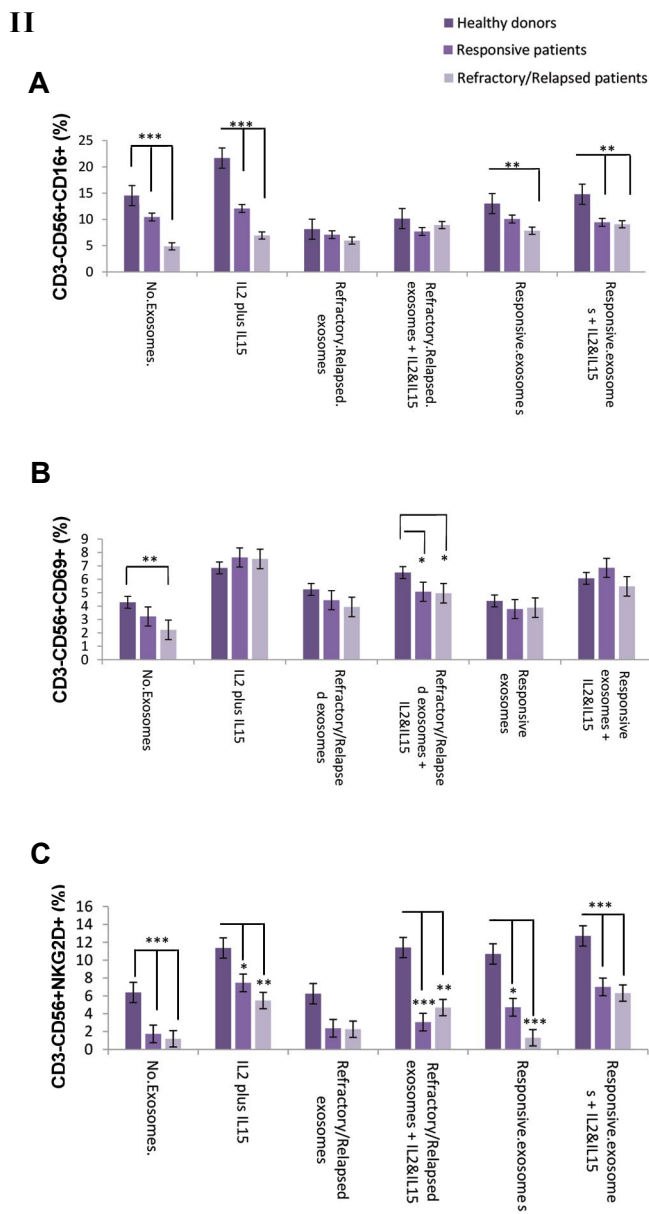 II
Healthy donors
Responsive patients
Refractory/Relapsed patients
A
CD3-CD56+CD16+ (%)
25
20
15
10
5
0
***
***
**
**
No.Exosomes.
IL2 plus IL15
Refractory.Relapsed.
exosomes
Refractory.Relapsed.
exosomes + IL2&IL15
Responsive.exosomes
Responsive.exosome
s + IL2&IL15
B
CD3-CD56+CD69+ (%)
9
8
7
6
5
4
3
2
1
0
**
*
*
No.Exosomes
IL2 plus IL15
Refractory/Relapse
d exosomes
Refractory/Relapse
d exosomes +
IL2&IL15
Responsive
exosomes
Responsive
exosomes +
IL2&IL15
C
CD3-CD56+NKG2D+ (%)
16
14
12
10
8
6
4
2
0
***
*
**
***
**
*
***
***
No.Exosomes.
IL2 plus IL15
Refractory/Relapsed
exosomes
Refractory/Relapsed
exosomes + IL2&IL15
Responsive.exosomes
Responsive.exosome
s + IL2&IL15